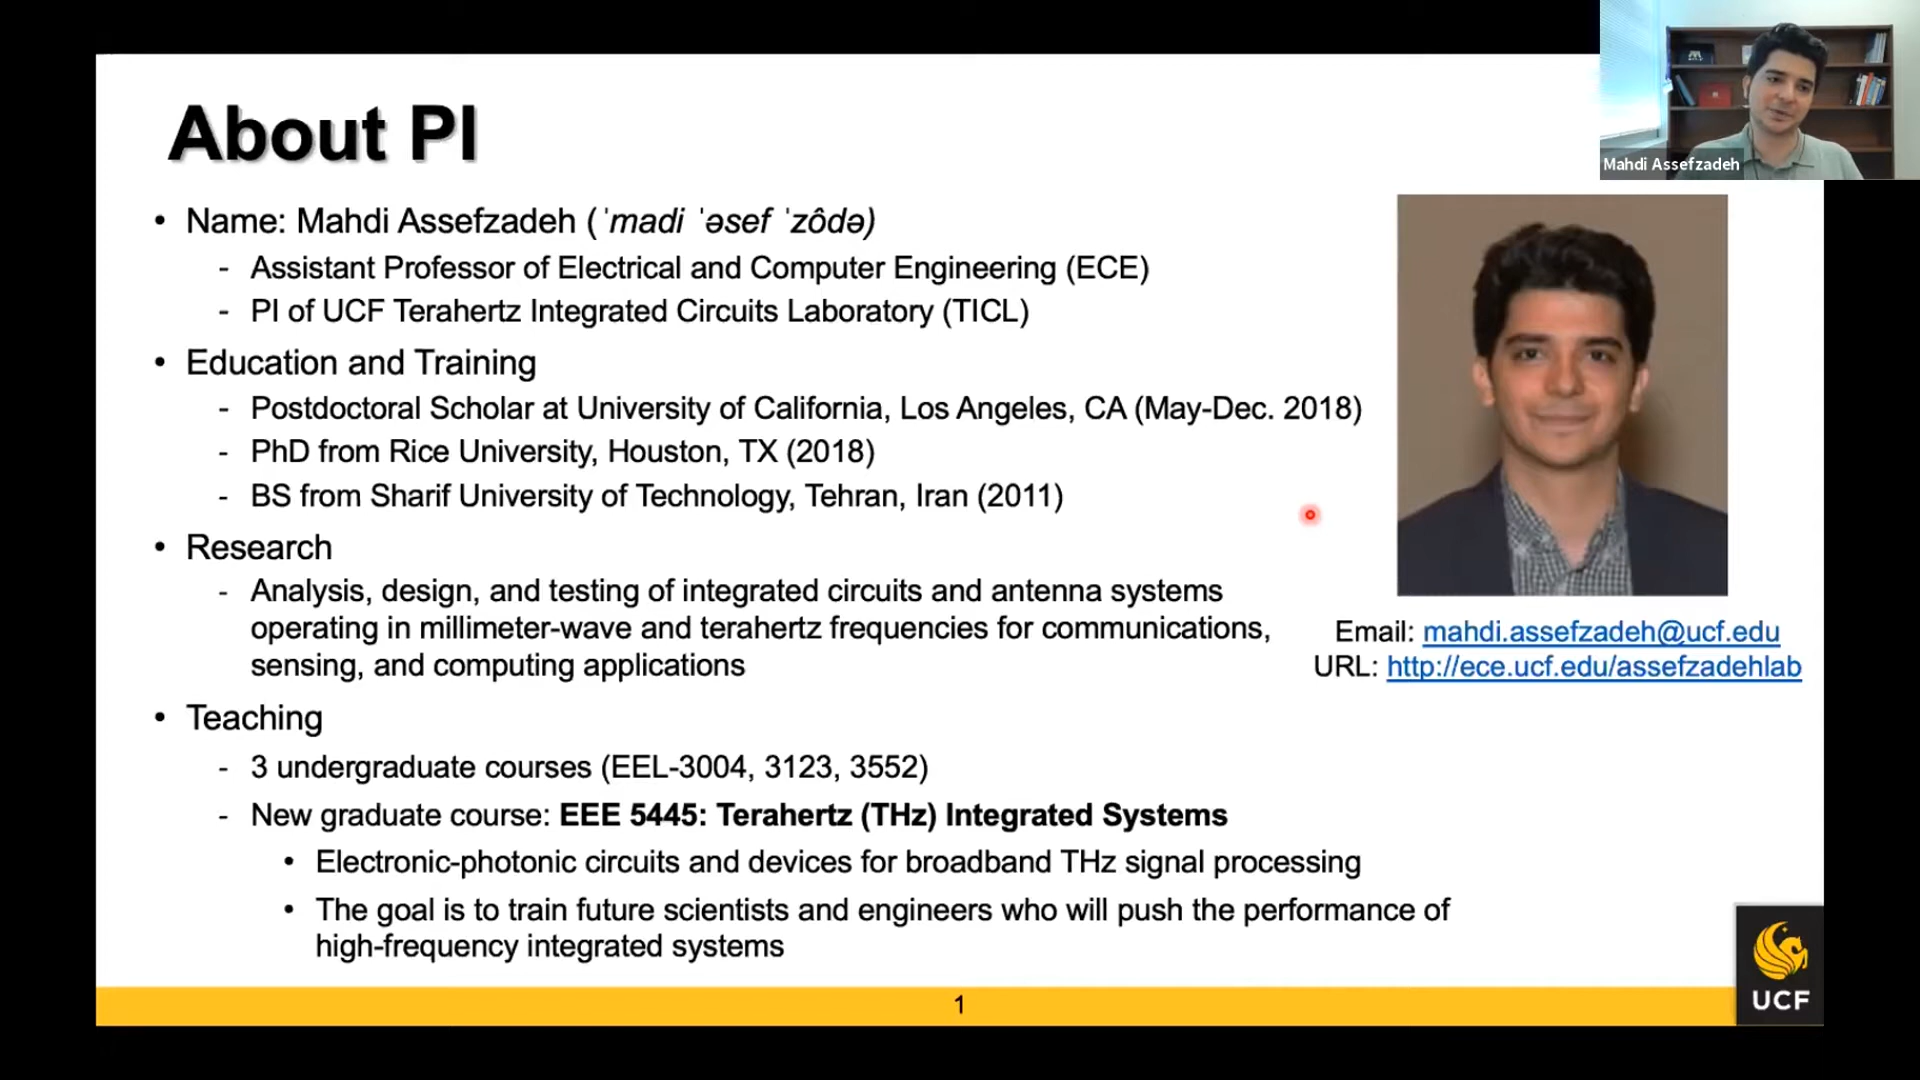 Mahdi Assefzadeh
About PI
• Name: Mahdi Assefzadeh (ˈmadi ˈəsef ˈzôdə)
- Assistant Professor of Electrical and Computer Engineering (ECE)
- PI of UCF Terahertz Integrated Circuits Laboratory (TICL)
• Education and Training
- Postdoctoral Scholar at University of California, Los Angeles, CA (May-Dec. 2018)
- PhD from Rice University, Houston, TX (2018)
- BS from Sharif University of Technology, Tehran, Iran (2011)
• Research
- Analysis, design, and testing of integrated circuits and antenna systems
operating in millimeter-wave and terahertz frequencies for communications,
sensing, and computing applications
Email: mahdi.assefzadeh@ucf.edu
URL: http://ece.ucf.edu/assefzadehlab
• Teaching
- 3 undergraduate courses (EEL-3004, 3123, 3552)
- New graduate course: EEE 5445: Terahertz (THz) Integrated Systems
• Electronic-photonic circuits and devices for broadband THz signal processing
• The goal is to train future scientists and engineers who will push the performance of
high-frequency integrated systems
1
UCF